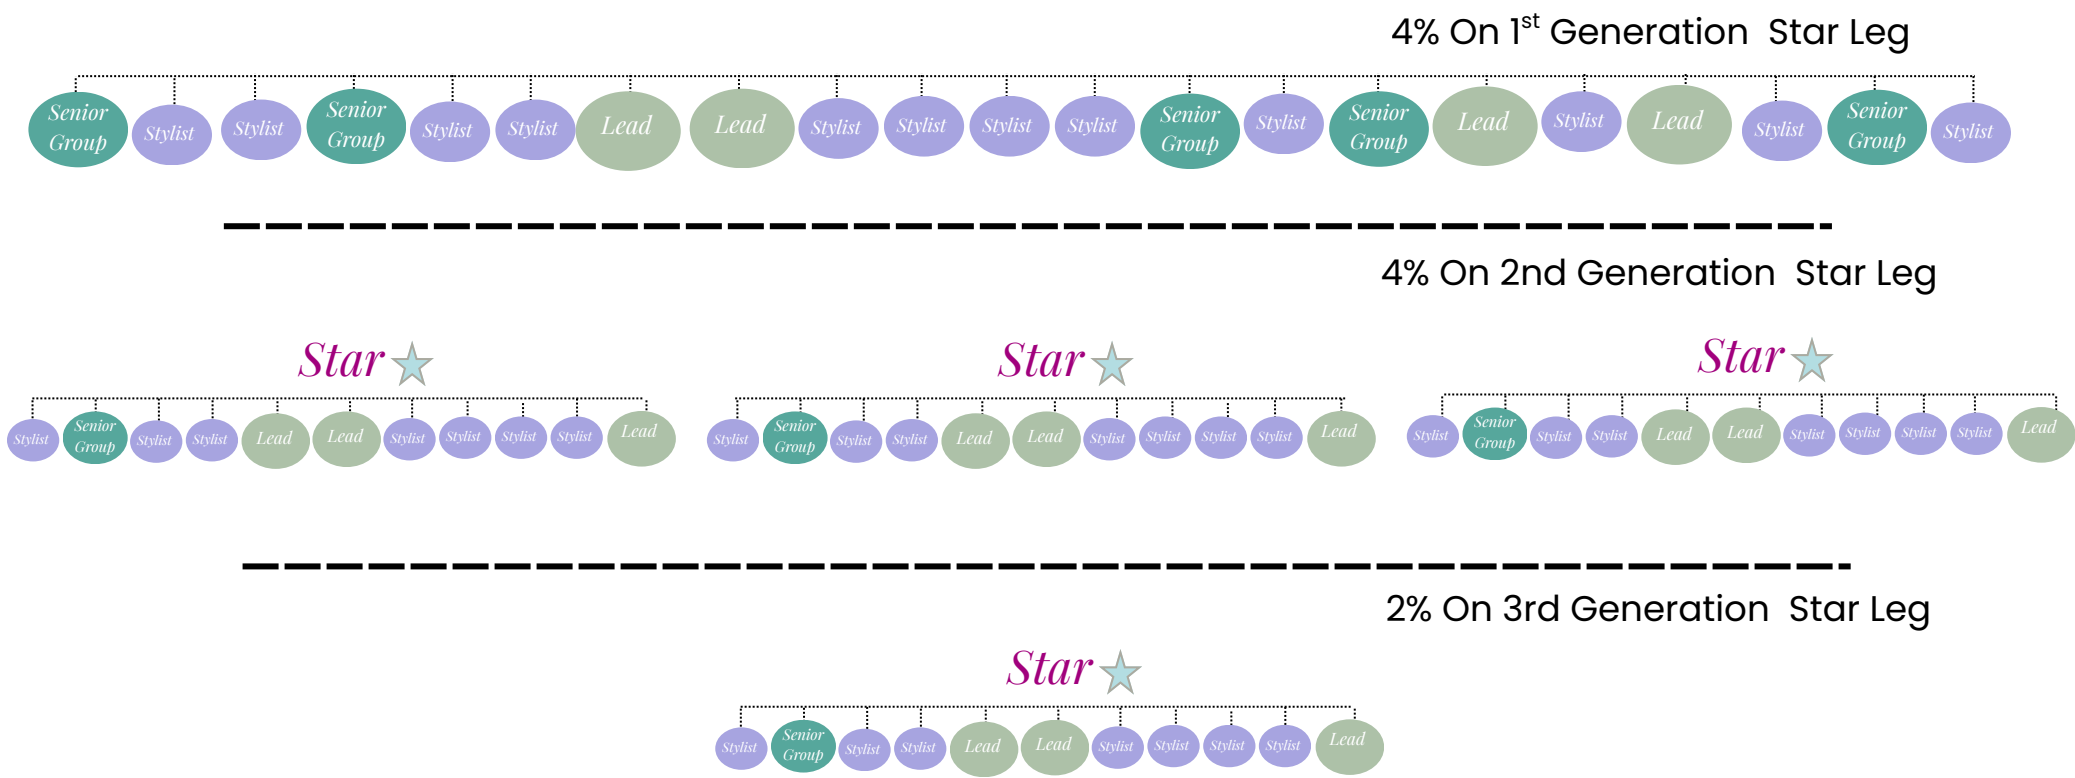 4% On 1st Generation Star Leg
Senior Group Stylist Stylist Senior Group Stylist Stylist Lead Lead Stylist Stylist Stylist Stylist Senior Group Stylist Senior Group Lead Stylist Lead Stylist Senior Group Stylist
4% On 2nd Generation Star Leg
Star Star Star
Stylist Senior Group Stylist Stylist Lead Lead Stylist Stylist Stylist Stylist Lead Stylist Senior Group Stylist Stylist Lead Lead Stylist Stylist Stylist Stylist Lead Stylist Senior Group Stylist Stylist Lead Lead Stylist Stylist Stylist Stylist Lead
2% On 3rd Generation Star Leg
Star
Stylist Senior Group Stylist Stylist Lead Lead Stylist Stylist Stylist Stylist Lead